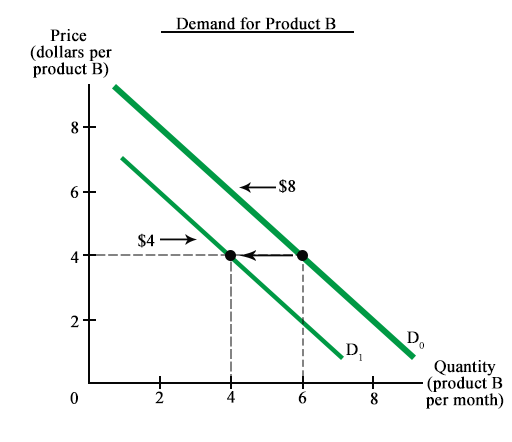 Demand for Product B
Price
(dollars per
product B)
8
6
4
2
0
$8
$4
D₁
D₀
2
4
6
8
Quantity
(product B
per month)